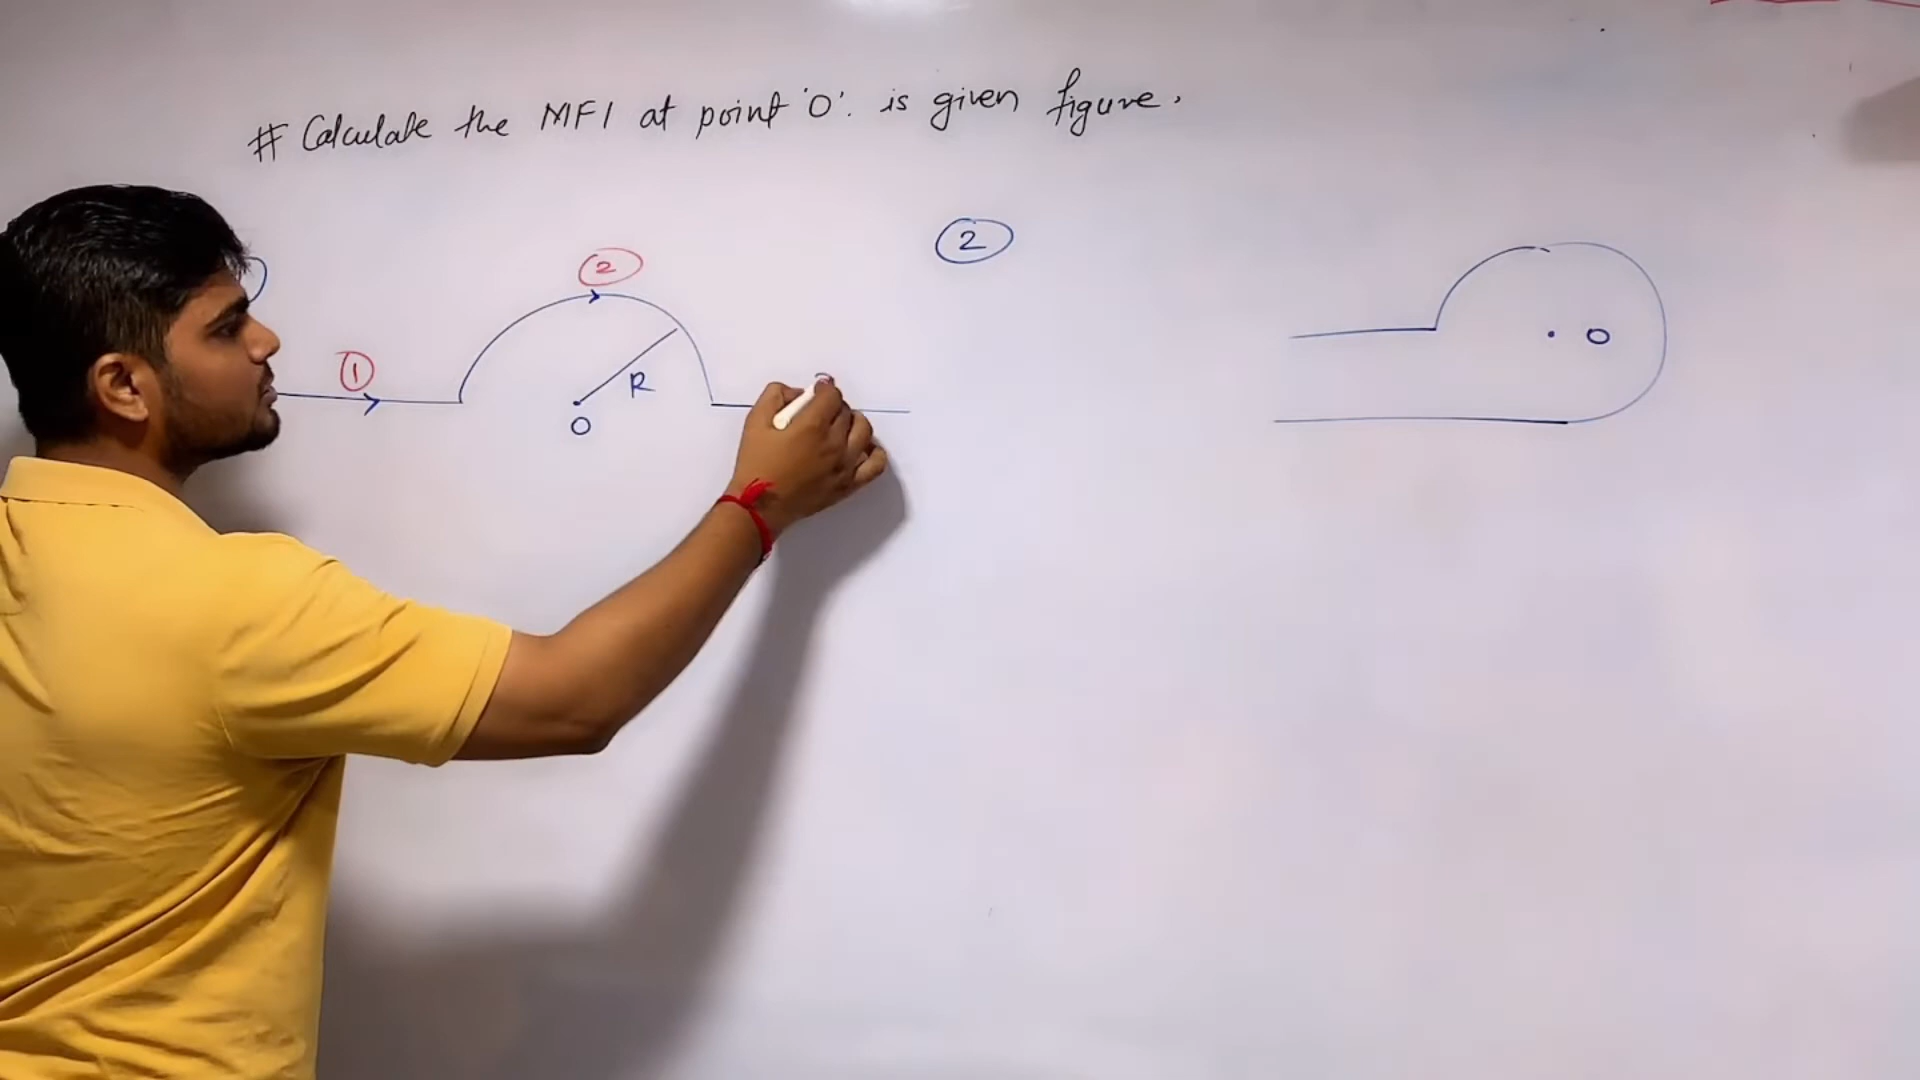 # Calculate the MFI at point 'O'. is given figure.
2
2
1
R
O
O